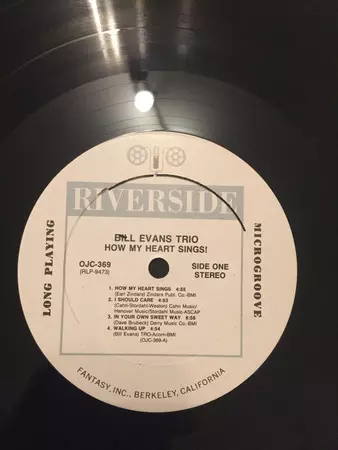 RIVERSIDE
LONG PLAYING
MICROGROOVE
BILL EVANS TRIO
HOW MY HEART SINGS!
OJC-369
(RLP-9473)
SIDE ONE
STEREO
1. HOW MY HEART SINGS 4:55
(Earl Zindars) Zindars Publ. Co.-BMI
2. I SHOULD CARE 4:53
(Cahn-Stordahl-Weston) Cahn Music/
Hanover Music/Stordahl Music-ASCAP
3. IN YOUR OWN SWEET WAY 6:56
(Dave Brubeck) Derry Music Co.-BMI
4. WALKING UP 4:54
(Bill Evans) TRO-Acorn-BMI
(OJC-369-A)
FANTASY, INC., BERKELEY, CALIFORNIA